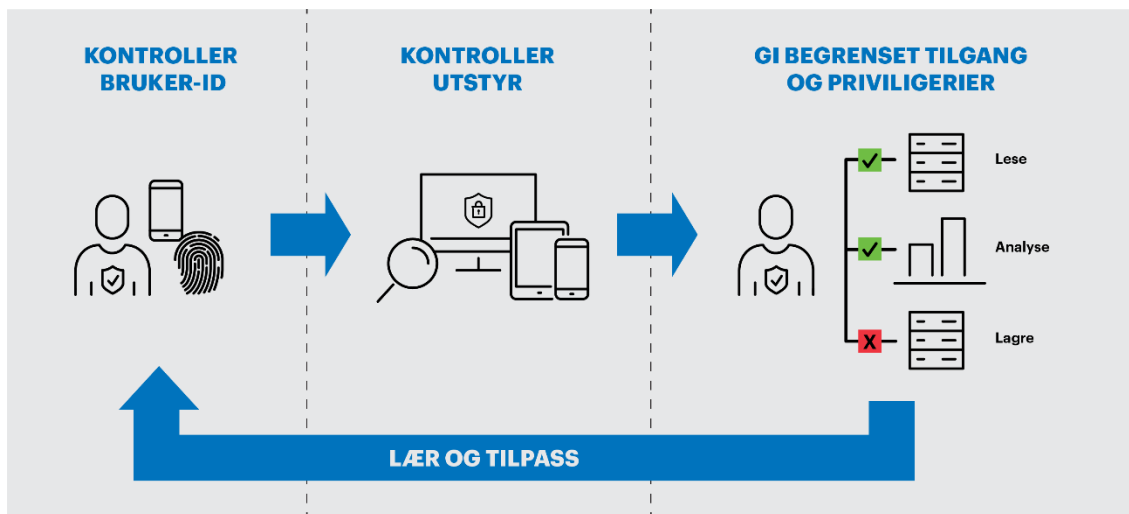 KONTROLLER
BRUKER-ID
KONTROLLER
UTSTYR
GI BEGRENSET TILGANG
OG PRIVILIGERIER
Lese
Analyse
X
Lagre
LÆR OG TILPASS